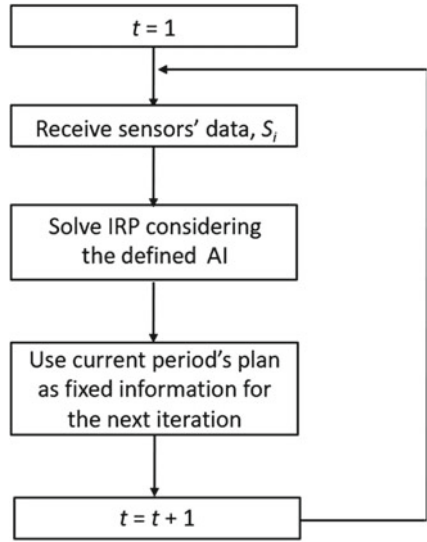 t = 1
Receive sensors’ data, Sᵢ
Solve IRP considering
the defined AI
Use current period’s plan
as fixed information for
the next iteration
t = t + 1